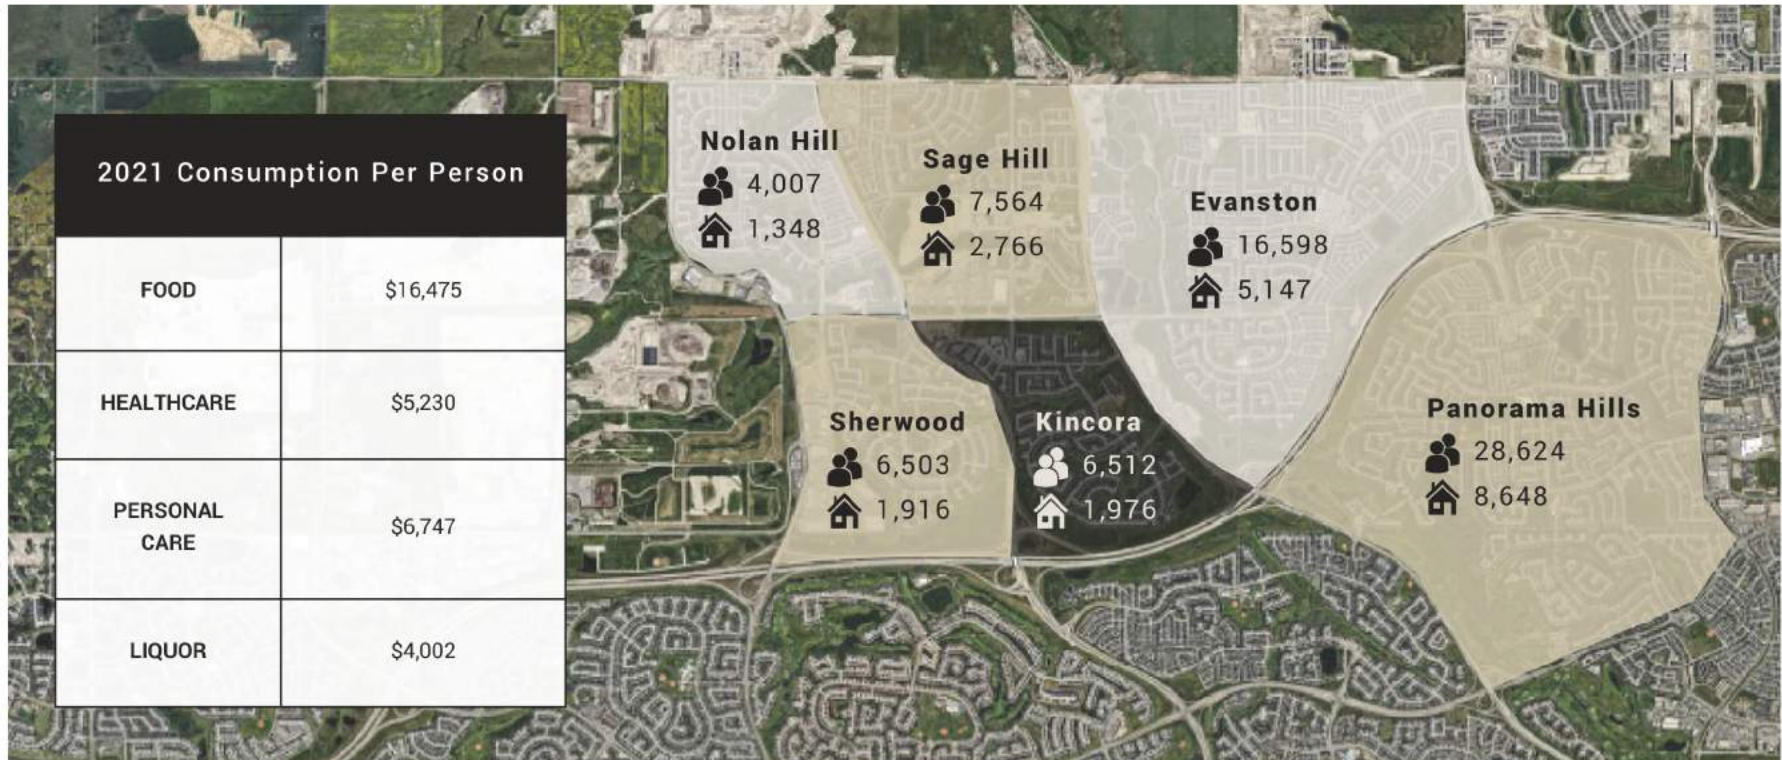 2021 Consumption Per Person
FOOD
$16,475
HEALTHCARE
$5,230
PERSONAL
CARE
$6,747
LIQUOR
$4,002
Nolan Hill
4,007
1,348
Sage Hill
7,564
2,766
Evanston
16,598
5,147
Sherwood
6,503
1,916
Kincora
6,512
1,976
Panorama Hills
28,624
8,648